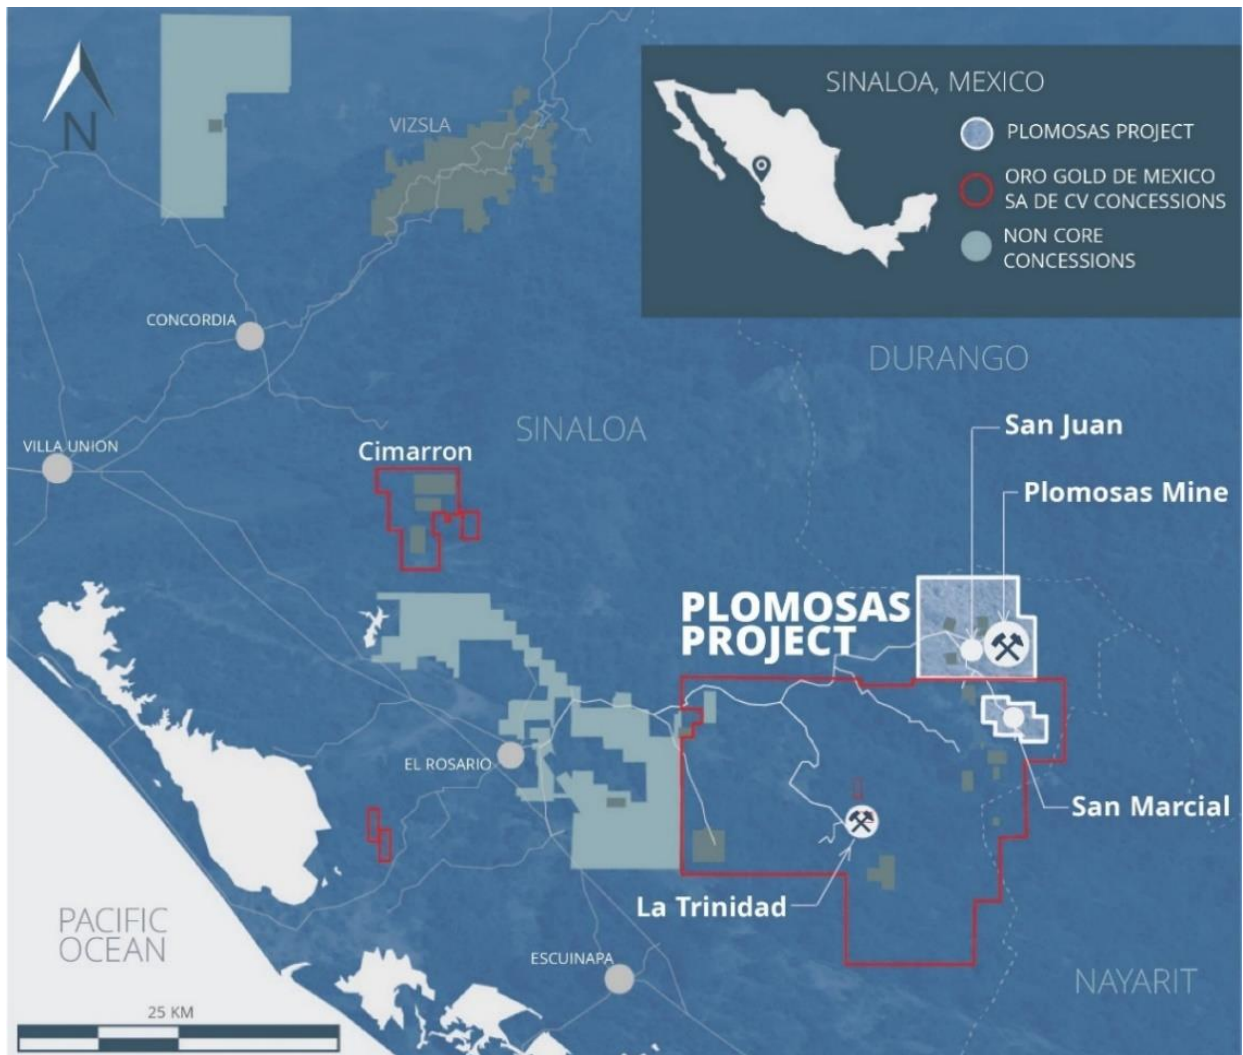 N
VIZSLA
SINALOA, MEXICO
PLOMOSAS PROJECT
ORO GOLD DE MEXICO
SA DE CV CONCESSIONS
NON CORE
CONCESSIONS
CONCORDIA
DURANGO
SINALOA
San Juan
VILLA UNION
Cimarron
Plomosas Mine
PLOMOSAS
PROJECT
EL ROSARIO
San Marcial
La Trinidad
PACIFIC
OCEAN
ESCUINAPA
NAYARIT
25 KM